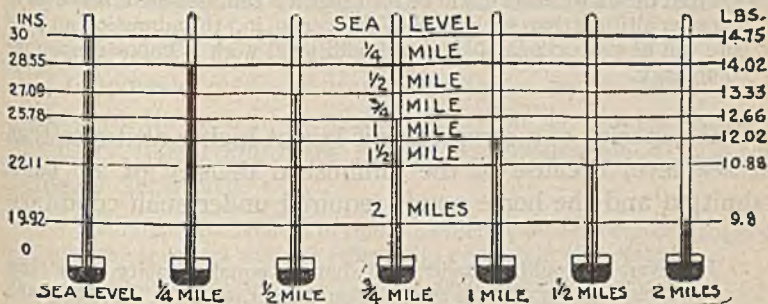 INS. SEA LEVEL LBS.
30 14.75
1/4 MILE
28.55 14.02
1/2 MILE
27.09 13.33
3/4 MILE
25.78 12.66
1 MILE
12.02
1 1/2 MILE
22.11 10.88
2 MILES
19.92 9.8
0
SEA LEVEL 1/4 MILE 1/2 MILE 3/4 MILE 1 MILE 1 1/2 MILES 2 MILES